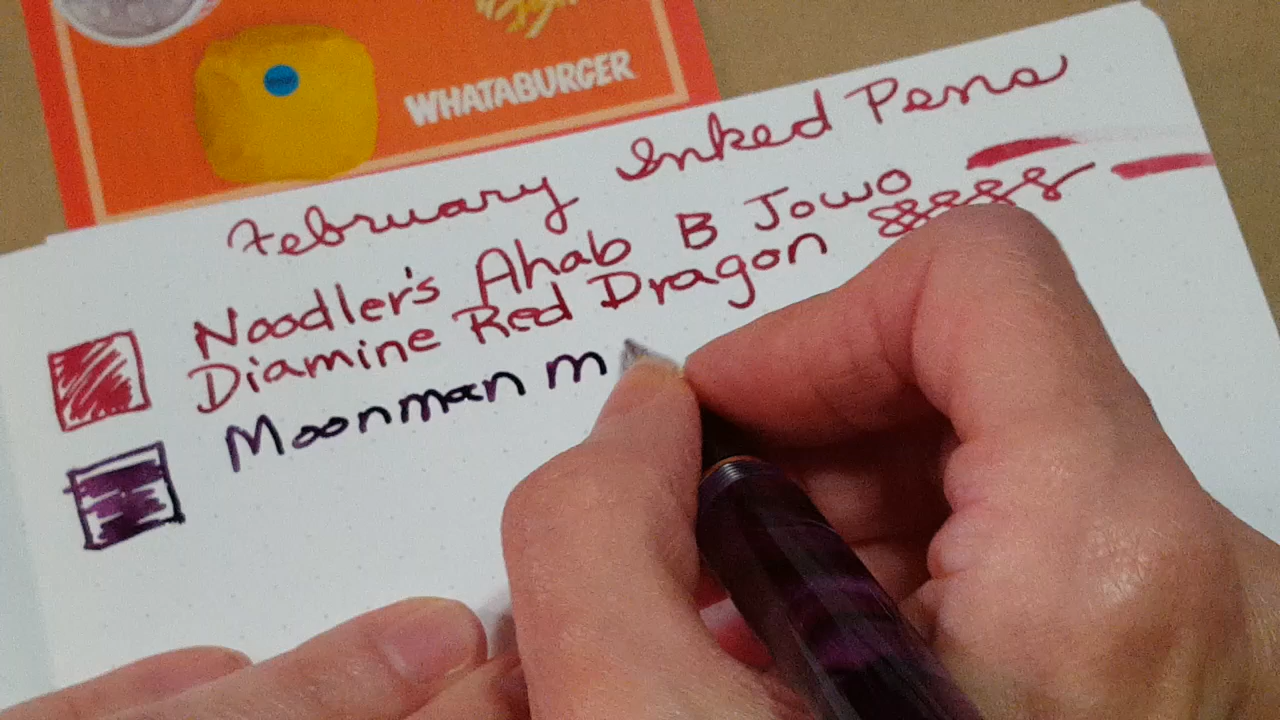 WHATABURGER
February Inked Pens
Noodler's Ahab B Jowo
Diamine Red Dragon
Moonman m